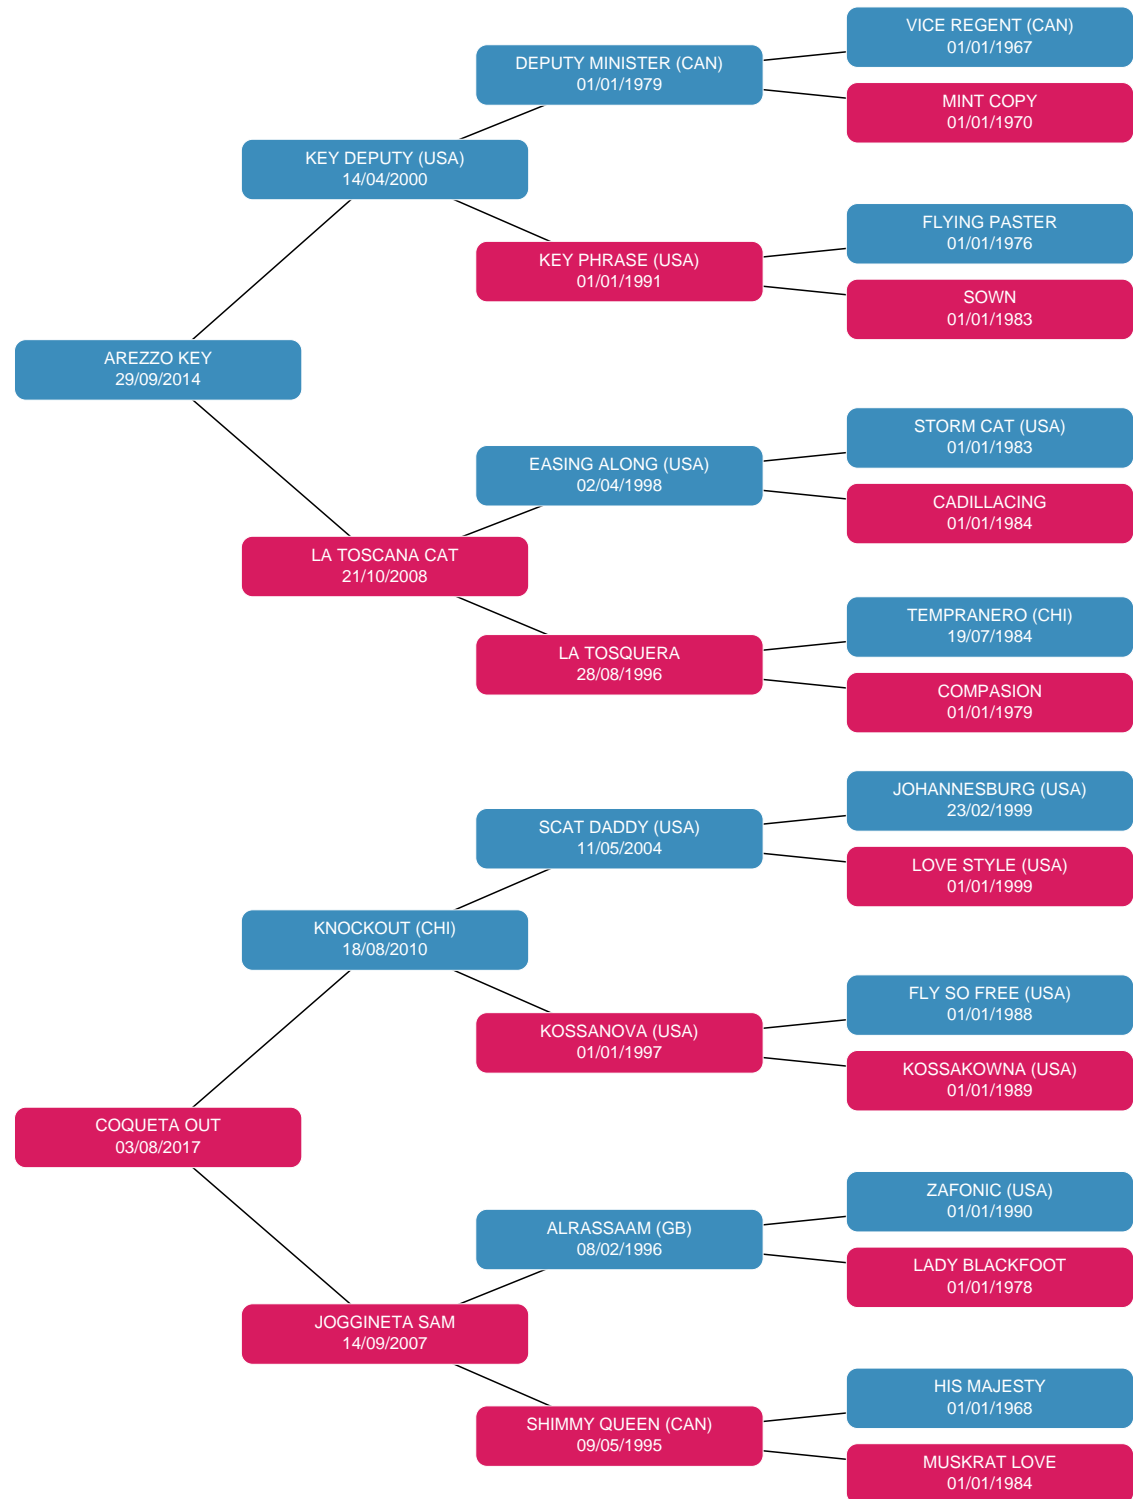 VICE REGENT (CAN)
01/01/1967
DEPUTY MINISTER (CAN)
01/01/1979
MINT COPY
01/01/1970
KEY DEPUTY (USA)
14/04/2000
FLYING PASTER
01/01/1976
KEY PHRASE (USA)
01/01/1991
SOWN
01/01/1983
AREZZO KEY
29/09/2014
STORM CAT (USA)
01/01/1983
EASING ALONG (USA)
02/04/1998
CADILLACING
01/01/1984
LA TOSCANA CAT
21/10/2008
TEMPRANERO (CHI)
19/07/1984
LA TOSQUERA
28/08/1996
COMPASION
01/01/1979
JOHANNESBURG (USA)
23/02/1999
SCAT DADDY (USA)
11/05/2004
LOVE STYLE (USA)
01/01/1999
KNOCKOUT (CHI)
18/08/2010
FLY SO FREE (USA)
01/01/1988
KOSSANOVA (USA)
01/01/1997
KOSSAKOWNA (USA)
01/01/1989
COQUETA OUT
03/08/2017
ZAFONIC (USA)
01/01/1990
ALRASSAAM (GB)
08/02/1996
LADY BLACKFOOT
01/01/1978
JOGGINETA SAM
14/09/2007
HIS MAJESTY
01/01/1968
SHIMMY QUEEN (CAN)
09/05/1995
MUSKRAT LOVE
01/01/1984